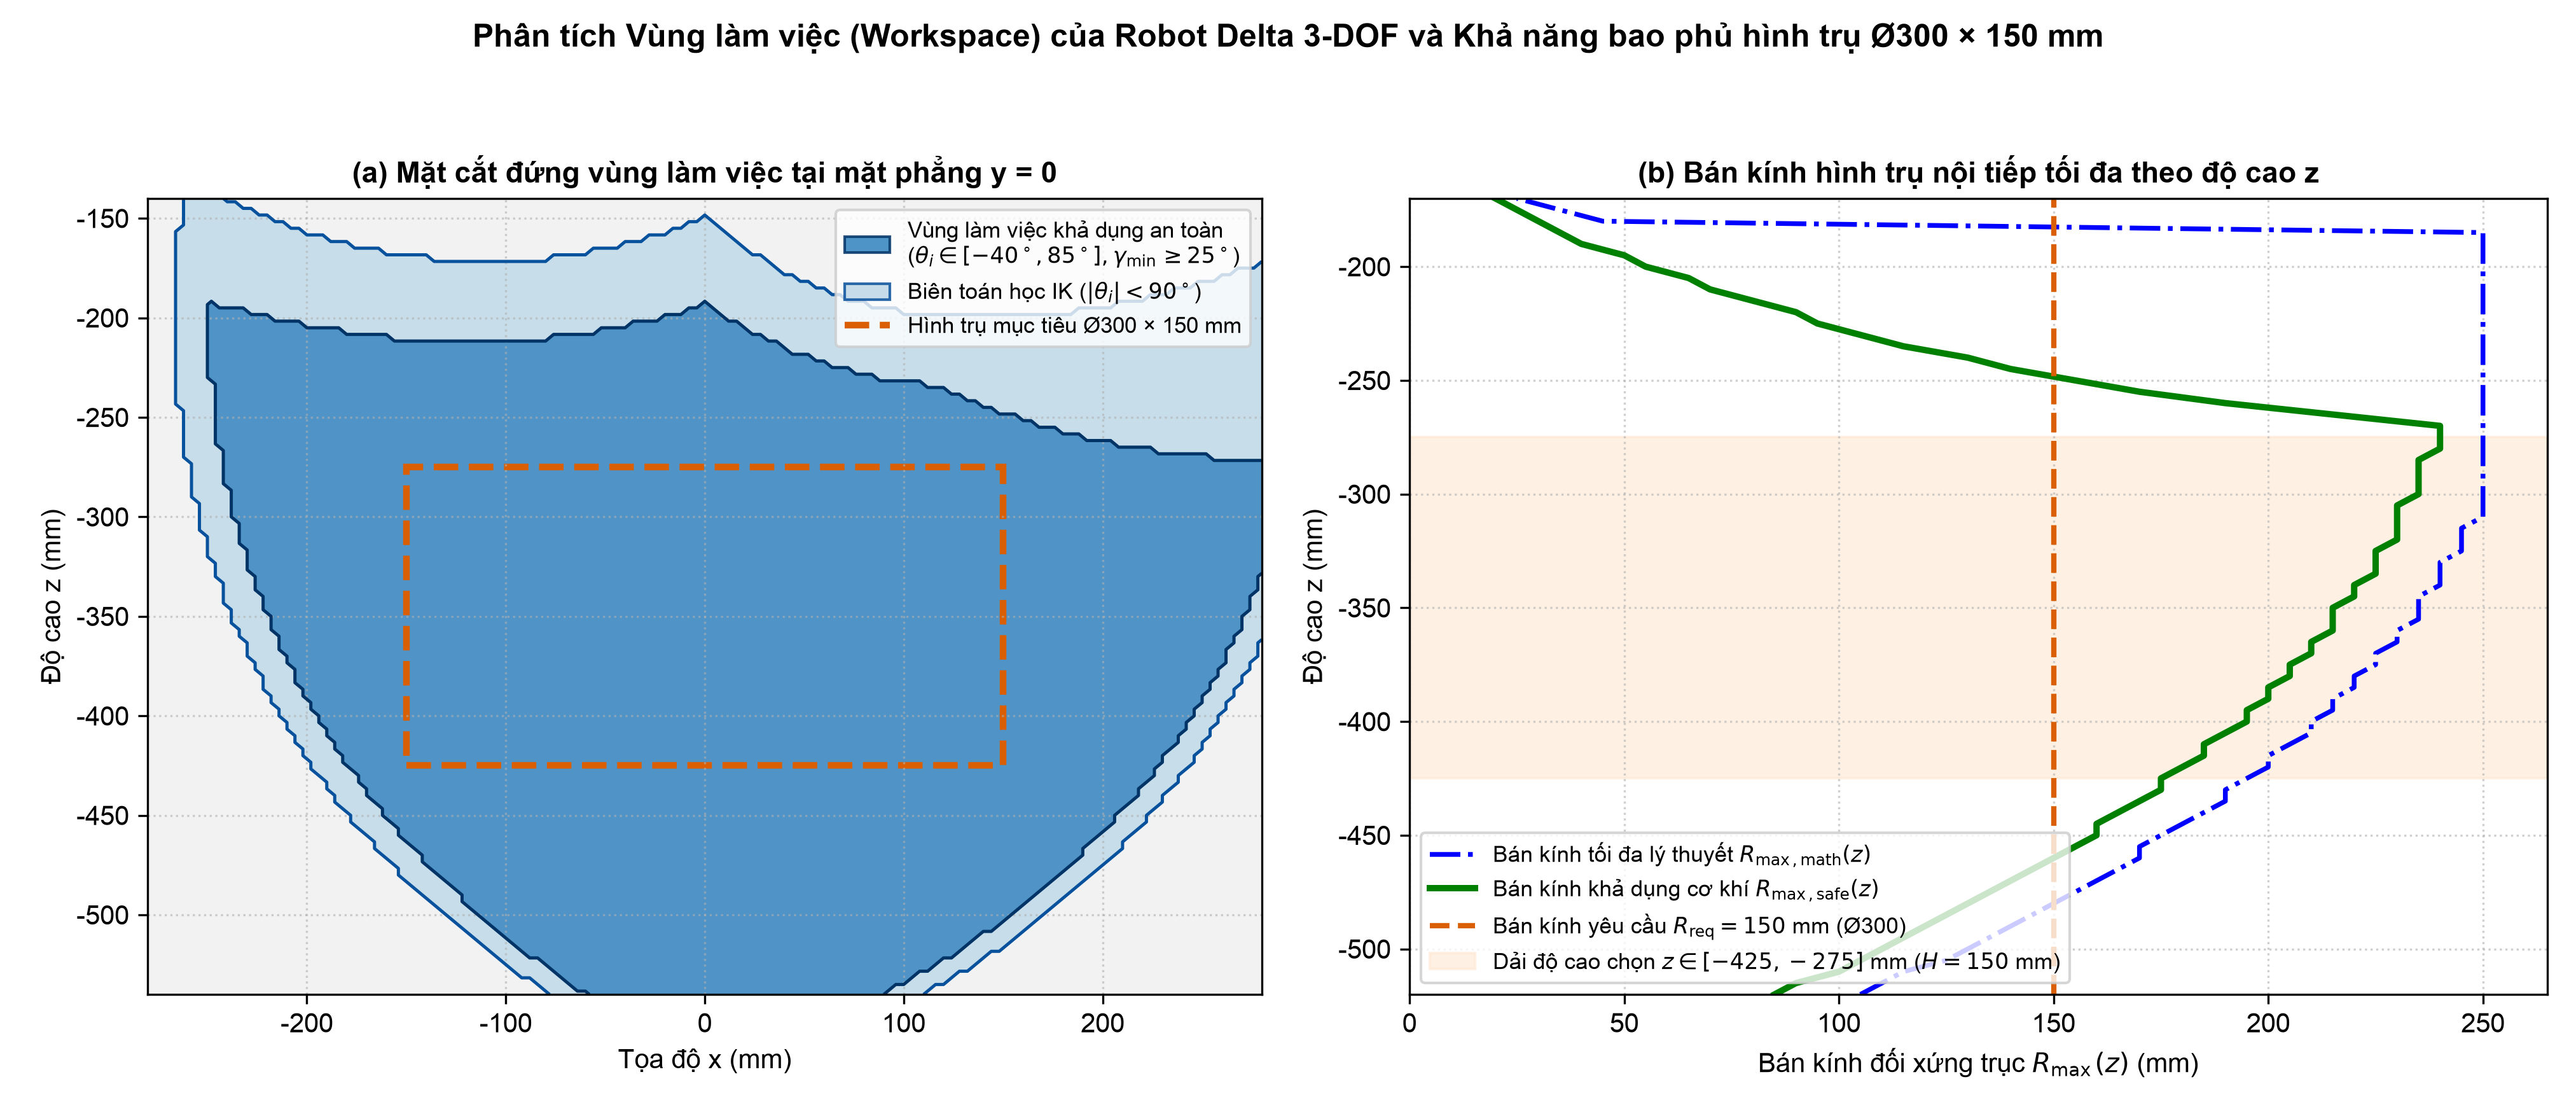 Phân tích Vùng làm việc (Workspace) của Robot Delta 3-DOF và Khả năng bao phủ hình trụ Ø300 × 150 mm
(a) Mặt cắt đứng vùng làm việc tại mặt phẳng y = 0
Độ cao z (mm)
-150
-200
-250
-300
-350
-400
-450
-500
Vùng làm việc khả dụng an toàn
(θi ∈ [−40°, 85°], γmin ≥ 25°)
Biên toán học IK (|θi| < 90°)
Hình trụ mục tiêu Ø300 × 150 mm
-200
-100
0
100
200
Tọa độ x (mm)
(b) Bán kính hình trụ nội tiếp tối đa theo độ cao z
Độ cao z (mm)
-200
-250
-300
-350
-400
-450
-500
Bán kính tối đa lý thuyết Rmax,math(z)
Bán kính khả dụng cơ khí Rmax,safe(z)
Bán kính yêu cầu Rreq = 150 mm (Ø300)
Dải độ cao chọn z ∈ [−425, −275] mm (H = 150 mm)
0
50
100
150
200
250
Bán kính đối xứng trục Rmax(z) (mm)